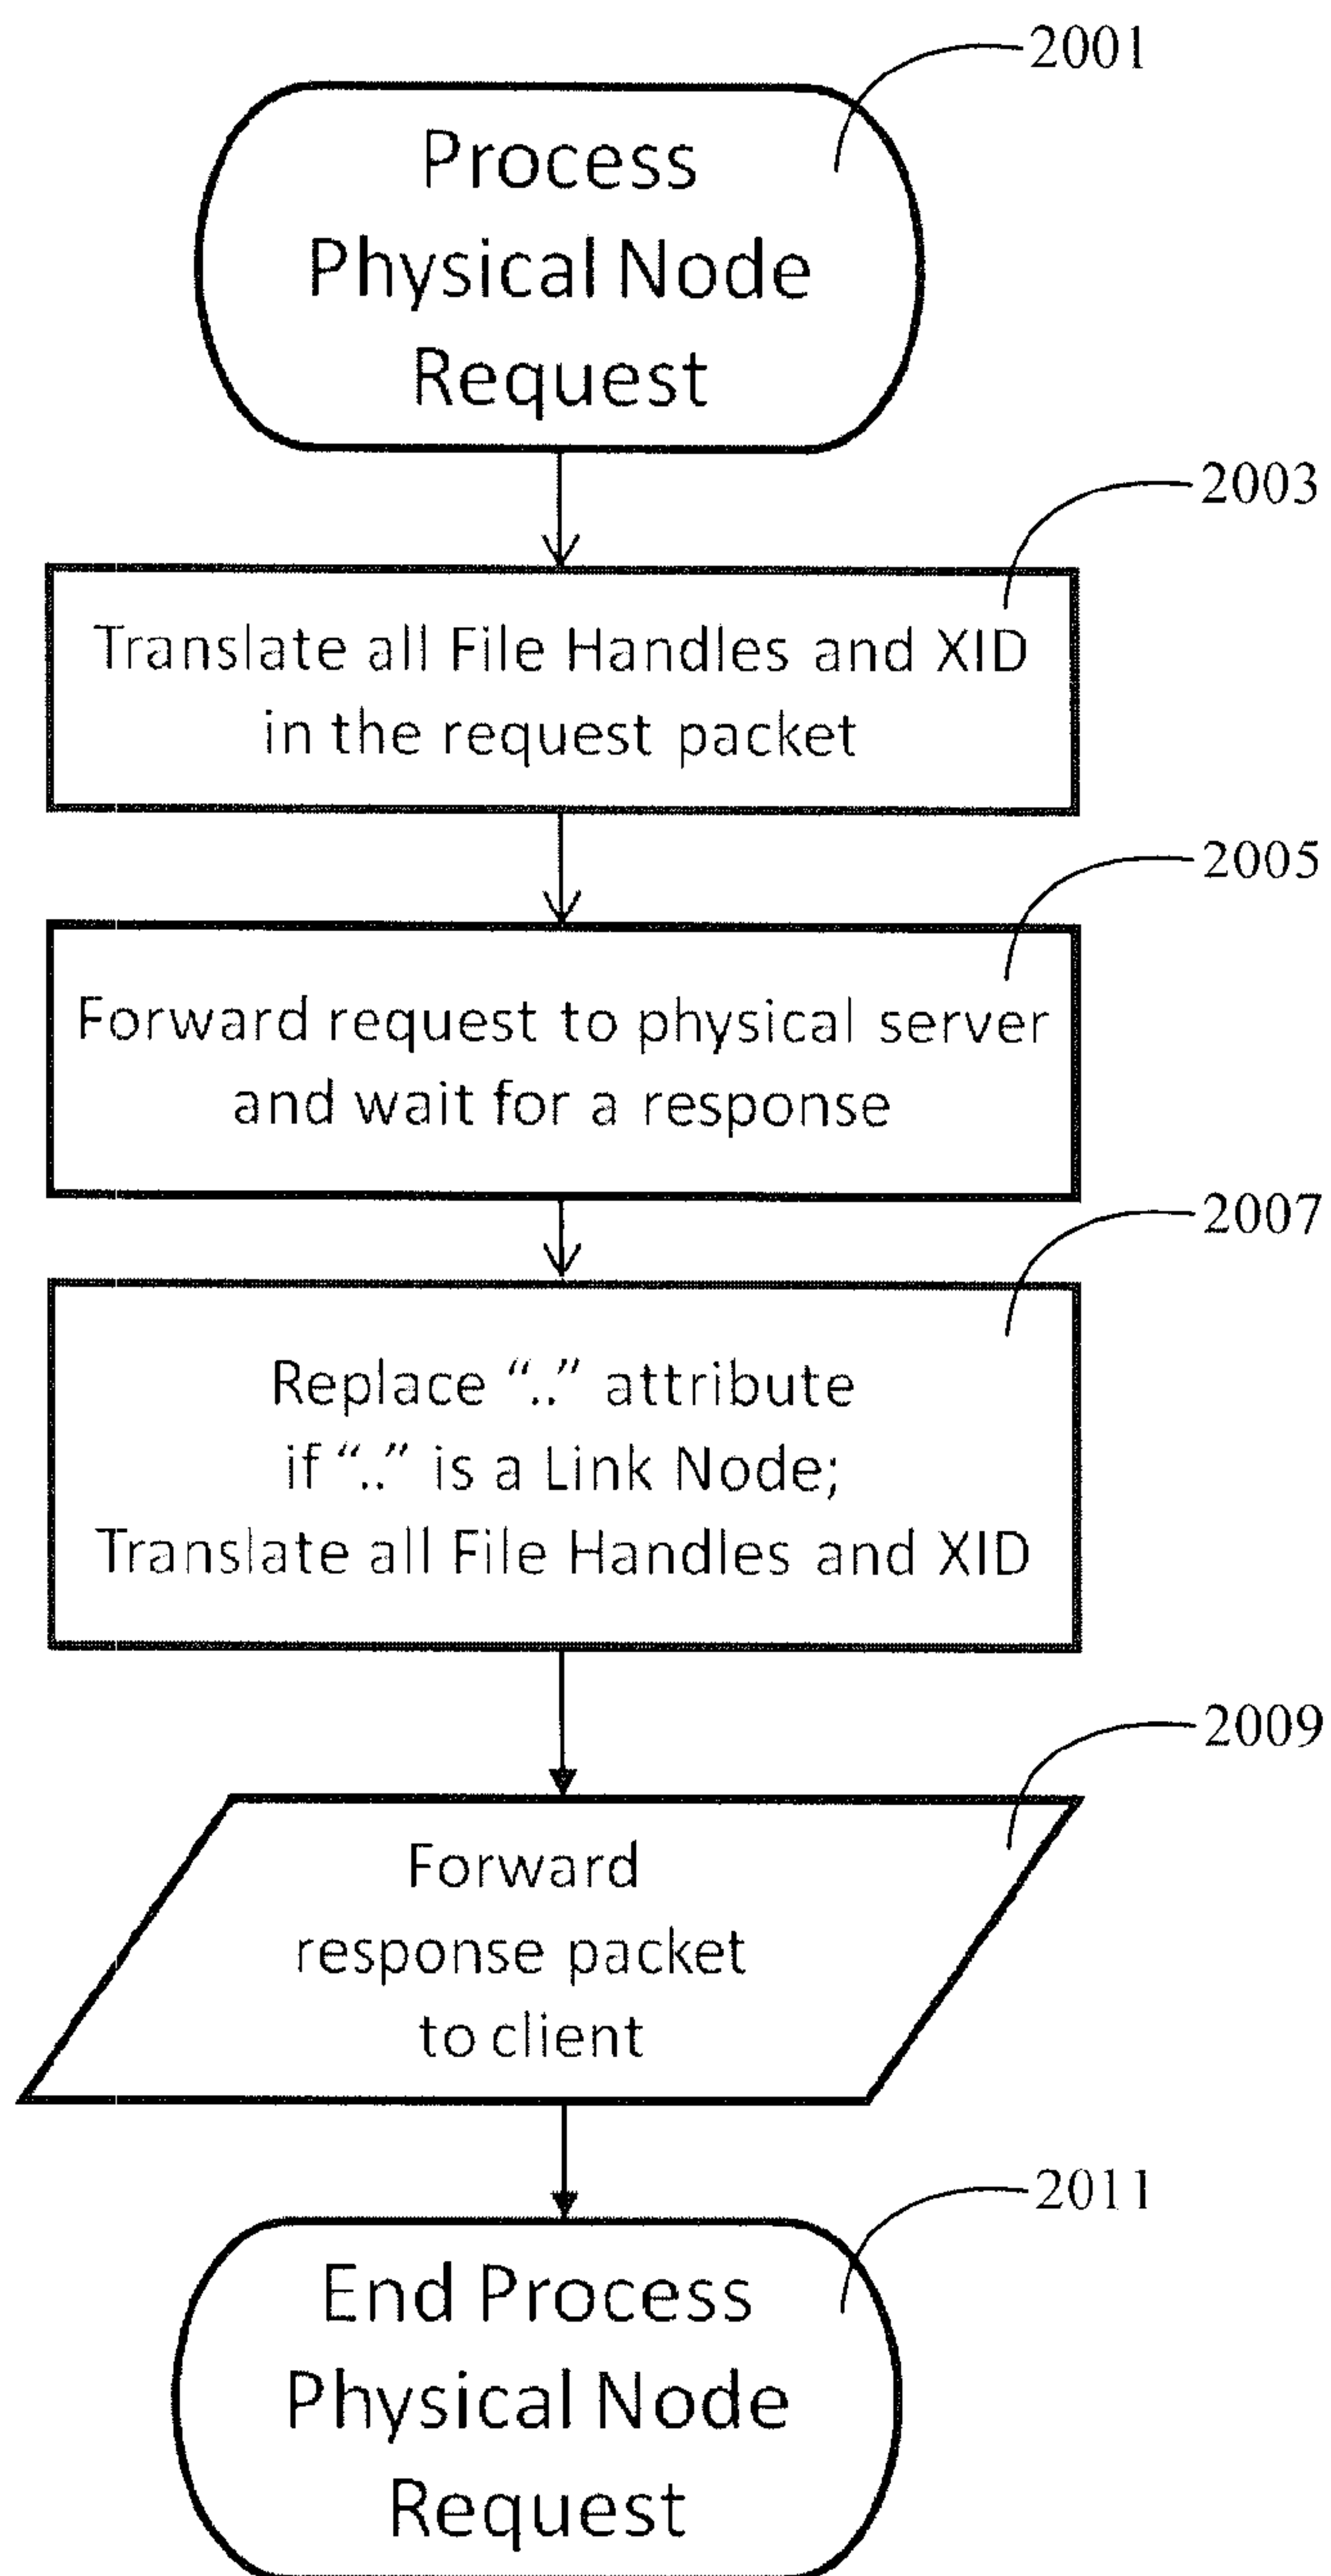 2001
Process
Physical Node
Request
2003
Translate all File Handles and XID
in the request packet
2005
Forward request to physical server
and wait for a response
2007
Replace “..” attribute
if “..” is a Link Node;
Translate all File Handles and XID
2009
Forward
response packet
to client
2011
End Process
Physical Node
Request